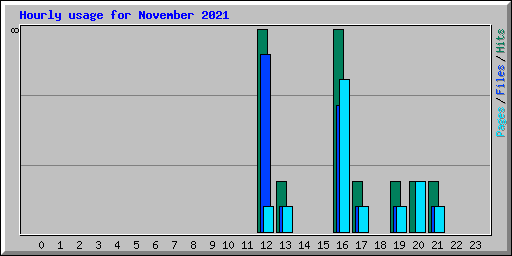 Hourly usage for November 2021
8
Pages/Files/Hits
0 1 2 3 4 5 6 7 8 9 10 11 12 13 14 15 16 17 18 19 20 21 22 23